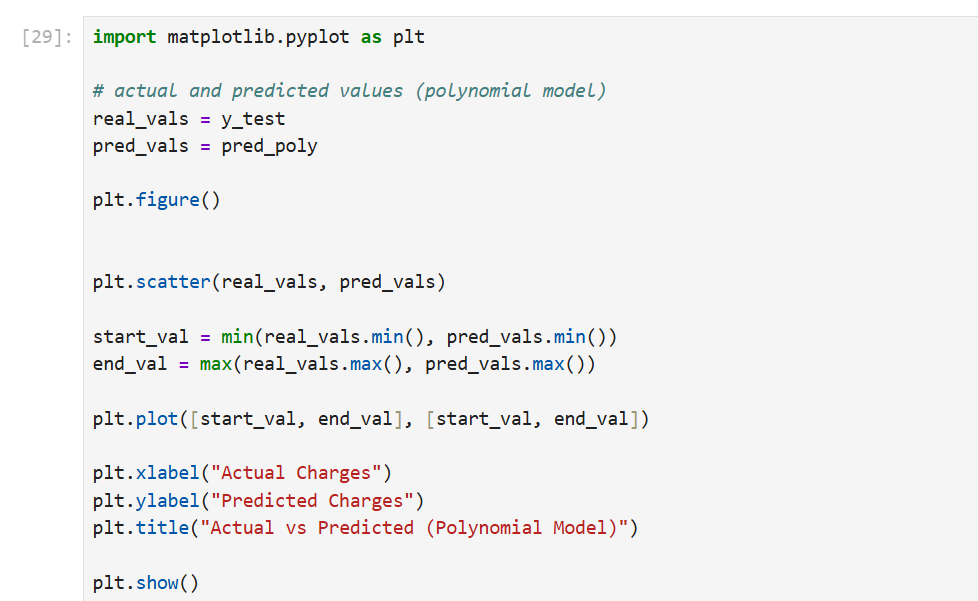 [29]:
import matplotlib.pyplot as plt
# actual and predicted values (polynomial model)
real_vals = y_test
pred_vals = pred_poly
plt.figure()
plt.scatter(real_vals, pred_vals)
start_val = min(real_vals.min(), pred_vals.min())
end_val = max(real_vals.max(), pred_vals.max())
plt.plot([start_val, end_val], [start_val, end_val])
plt.xlabel("Actual Charges")
plt.ylabel("Predicted Charges")
plt.title("Actual vs Predicted (Polynomial Model)")
plt.show()